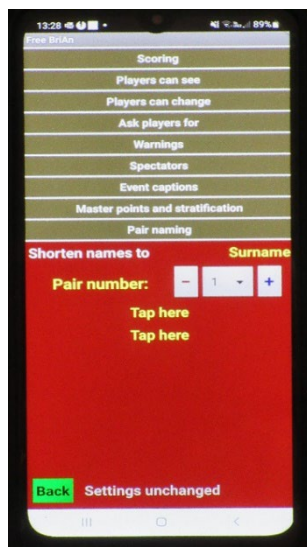 13:28 89%
Free BriAn
Scoring
Players can see
Players can change
Ask players for
Warnings
Spectators
Event captions
Master points and stratification
Pair naming
Shorten names to Surname
Pair number: - 1 +
Tap here
Tap here
Back Settings unchanged